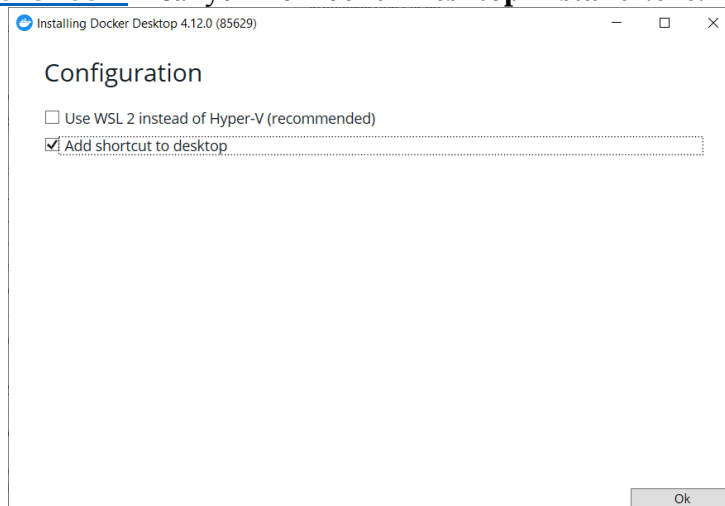 Installing Docker Desktop 4.12.0 (85629)
Configuration
Use WSL 2 instead of Hyper-V (recommended)
Add shortcut to desktop
Ok